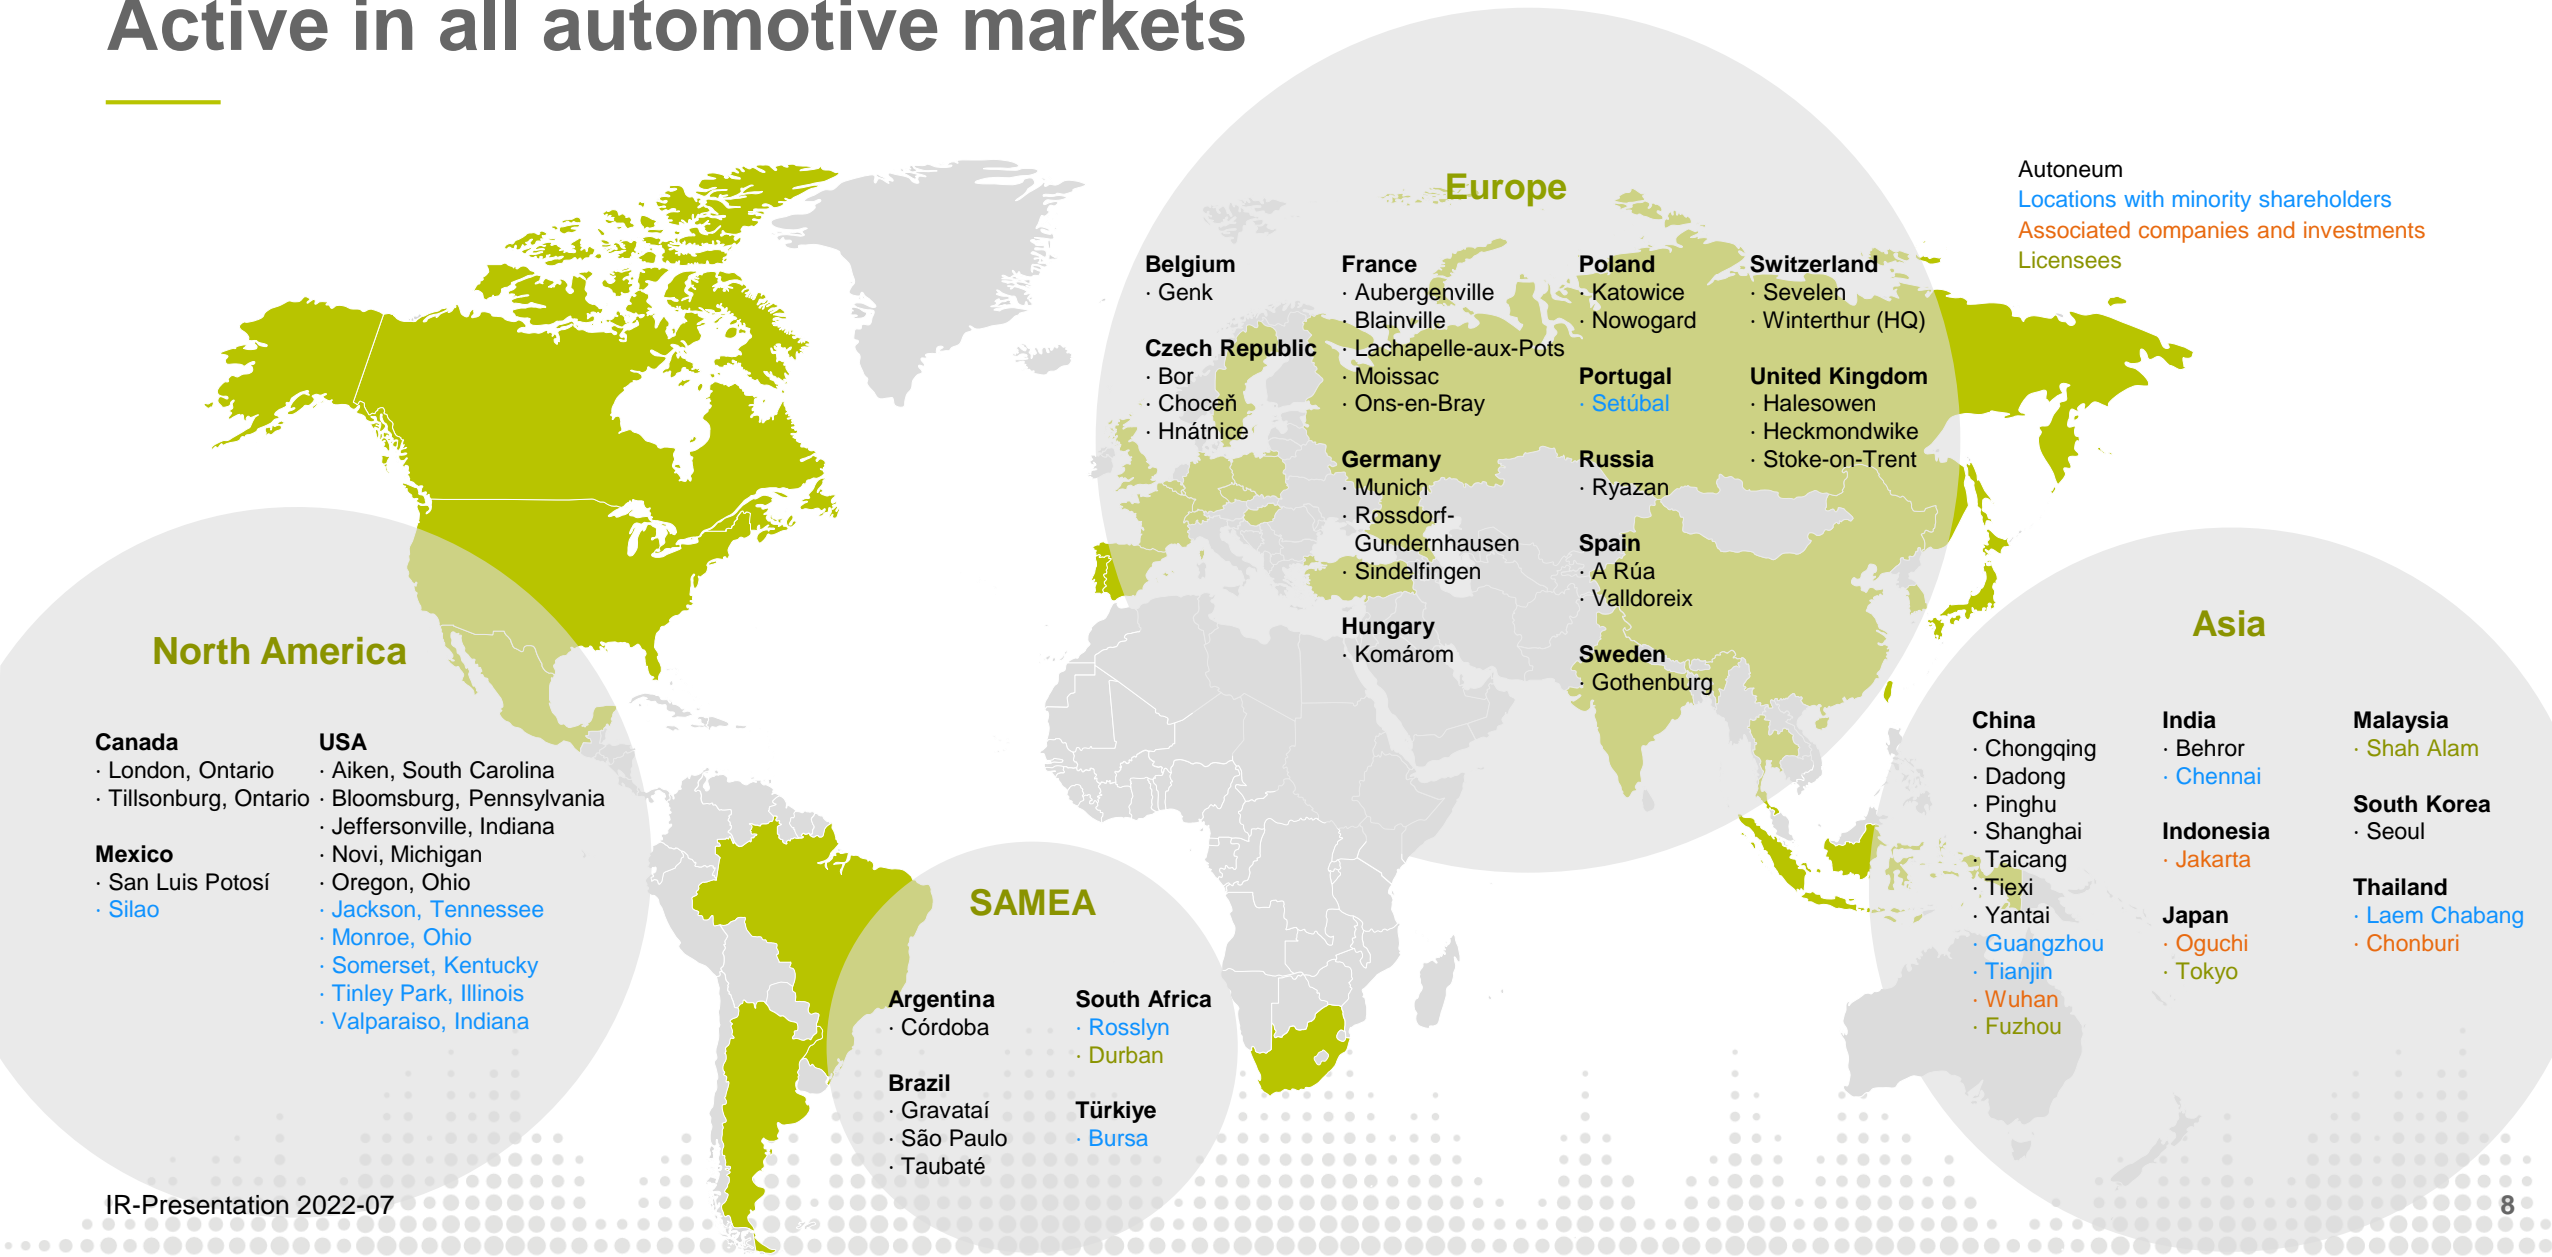 Active in all automotive markets
Autoneum
Locations with minority shareholders
Associated companies and investments
Licensees
Europe
Belgium
· Genk
Czech Republic
· Bor
· Choceň
· Hnátnice
France
· Aubergenville
· Blainville
· Lachapelle-aux-Pots
· Moissac
· Ons-en-Bray
Germany
· Munich
· Rossdorf-
Gundernhausen
· Sindelfingen
Hungary
· Komárom
Poland
· Katowice
· Nowogard
Portugal
· Setúbal
Russia
· Ryazan
Spain
· A Rúa
· Valldoreix
Sweden
· Gothenburg
Switzerland
· Sevelen
· Winterthur (HQ)
United Kingdom
· Halesowen
· Heckmondwike
· Stoke-on-Trent
North America
Canada
· London, Ontario
· Tillsonburg, Ontario
Mexico
· San Luis Potosí
· Silao
USA
· Aiken, South Carolina
· Bloomsburg, Pennsylvania
· Jeffersonville, Indiana
· Novi, Michigan
· Oregon, Ohio
· Jackson, Tennessee
· Monroe, Ohio
· Somerset, Kentucky
· Tinley Park, Illinois
· Valparaiso, Indiana
SAMEA
Argentina
· Córdoba
Brazil
· Gravataí
· São Paulo
· Taubaté
South Africa
· Rosslyn
· Durban
Türkiye
· Bursa
Asia
China
· Chongqing
· Dadong
· Pinghu
· Shanghai
· Taicang
· Tiexi
· Yantai
· Guangzhou
· Tianjin
· Wuhan
· Fuzhou
India
· Behror
· Chennai
Indonesia
· Jakarta
Japan
· Oguchi
· Tokyo
Malaysia
· Shah Alam
South Korea
· Seoul
Thailand
· Laem Chabang
· Chonburi
IR-Presentation 2022-07
8